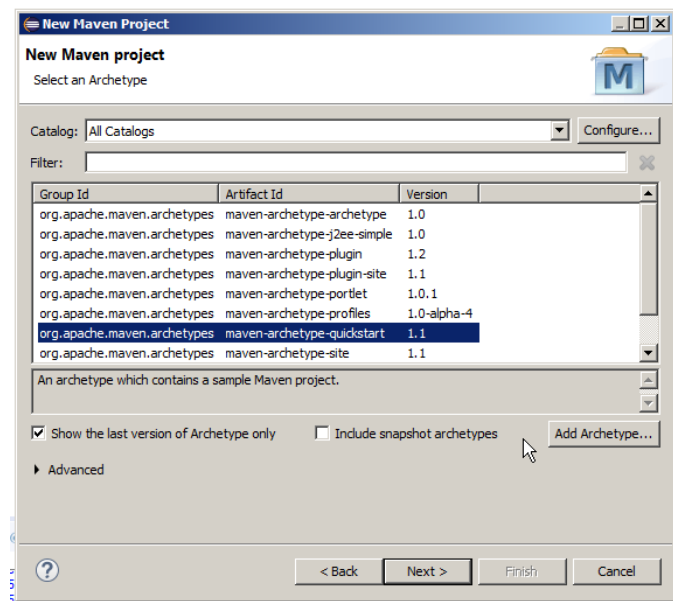 New Maven Project
New Maven project
Select an Archetype
M
Catalog: All Catalogs Configure...
Filter:
Group Id Artifact Id Version
org.apache.maven.archetypes maven-archetype-archetype 1.0
org.apache.maven.archetypes maven-archetype-j2ee-simple 1.0
org.apache.maven.archetypes maven-archetype-plugin 1.2
org.apache.maven.archetypes maven-archetype-plugin-site 1.1
org.apache.maven.archetypes maven-archetype-portlet 1.0.1
org.apache.maven.archetypes maven-archetype-profiles 1.0-alpha-4
org.apache.maven.archetypes maven-archetype-quickstart 1.1
org.apache.maven.archetypes maven-archetype-site 1.1
An archetype which contains a sample Maven project.
Show the last version of Archetype only Include snapshot archetypes Add Archetype...
Advanced
? < Back Next > Finish Cancel